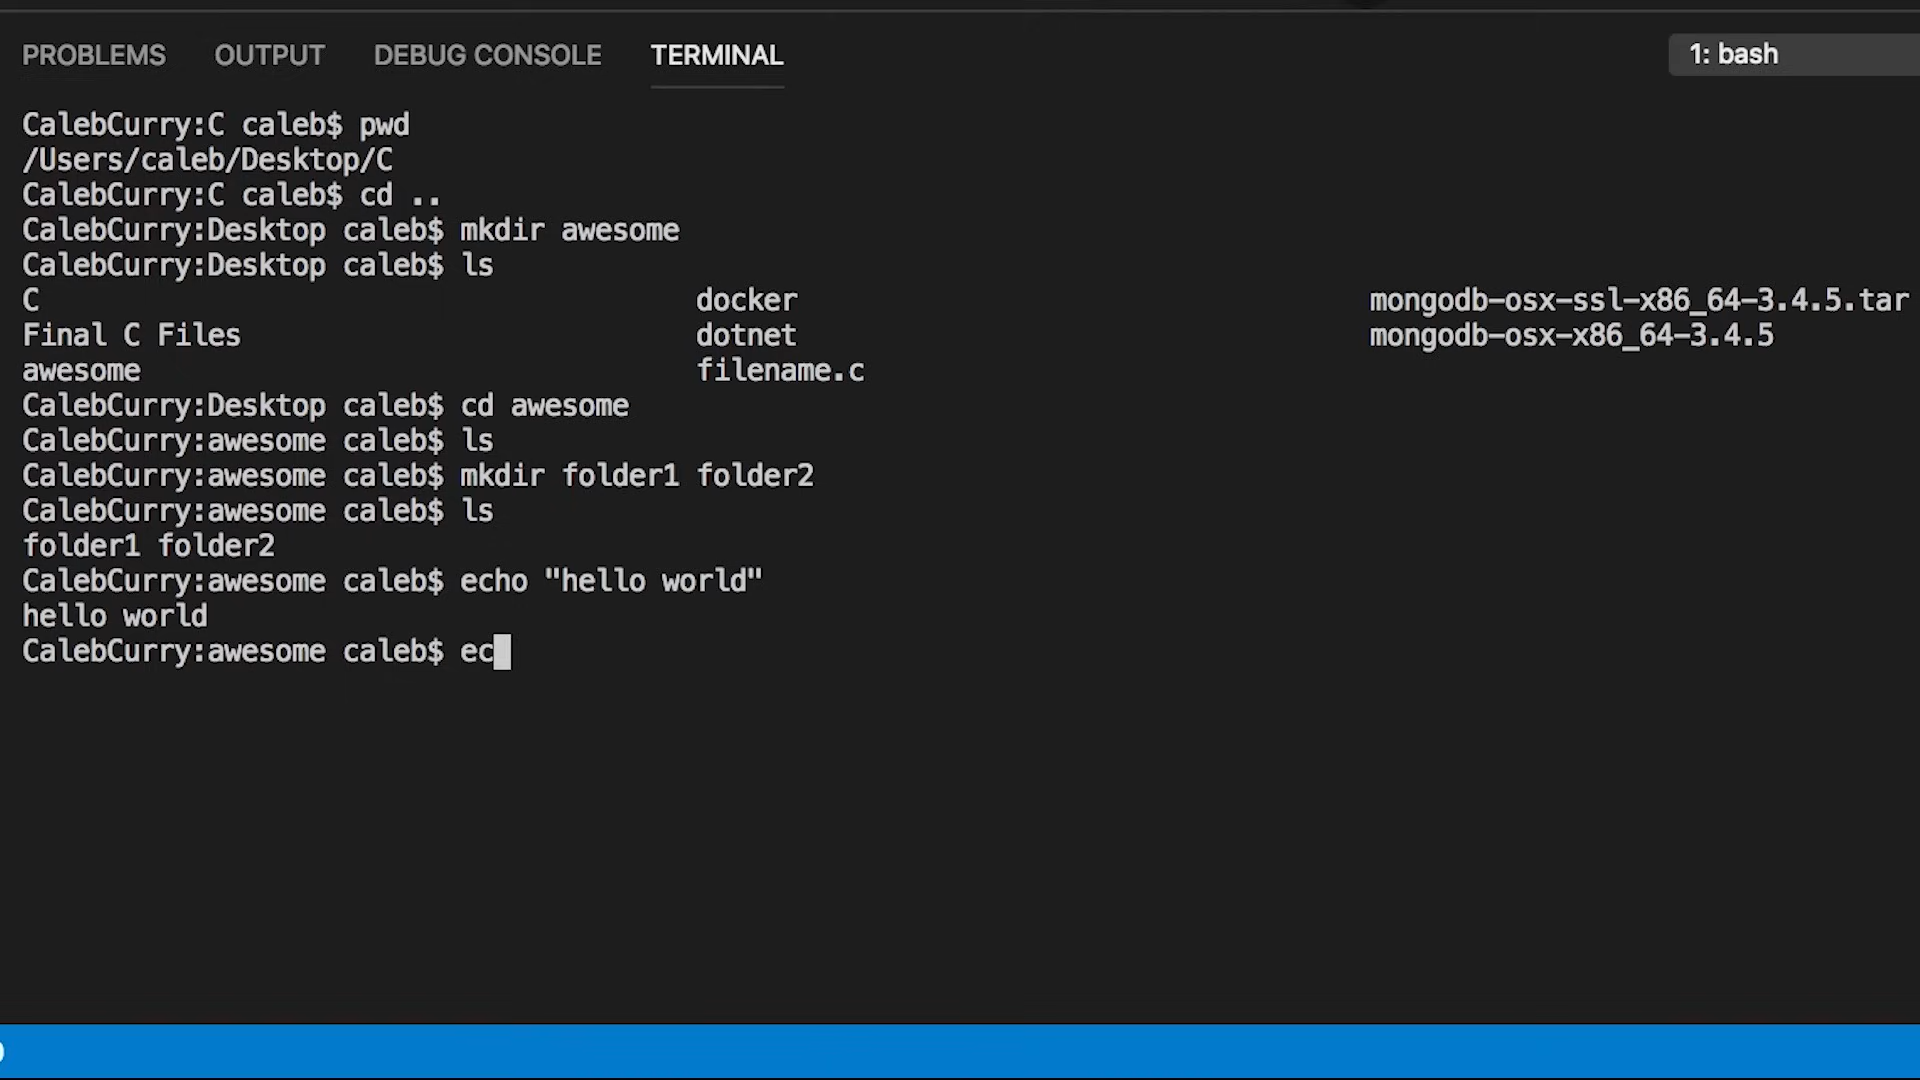 PROBLEMS OUTPUT DEBUG CONSOLE TERMINAL 1: bash
CalebCurry:C caleb$ pwd
/Users/caleb/Desktop/C
CalebCurry:C caleb$ cd ..
CalebCurry:Desktop caleb$ mkdir awesome
CalebCurry:Desktop caleb$ ls
C docker mongodb-osx-ssl-x86_64-3.4.5.tar
Final C Files dotnet mongodb-osx-x86_64-3.4.5
awesome filename.c
CalebCurry:Desktop caleb$ cd awesome
CalebCurry:awesome caleb$ ls
CalebCurry:awesome caleb$ mkdir folder1 folder2
CalebCurry:awesome caleb$ ls
folder1 folder2
CalebCurry:awesome caleb$ echo "hello world"
hello world
CalebCurry:awesome caleb$ ec